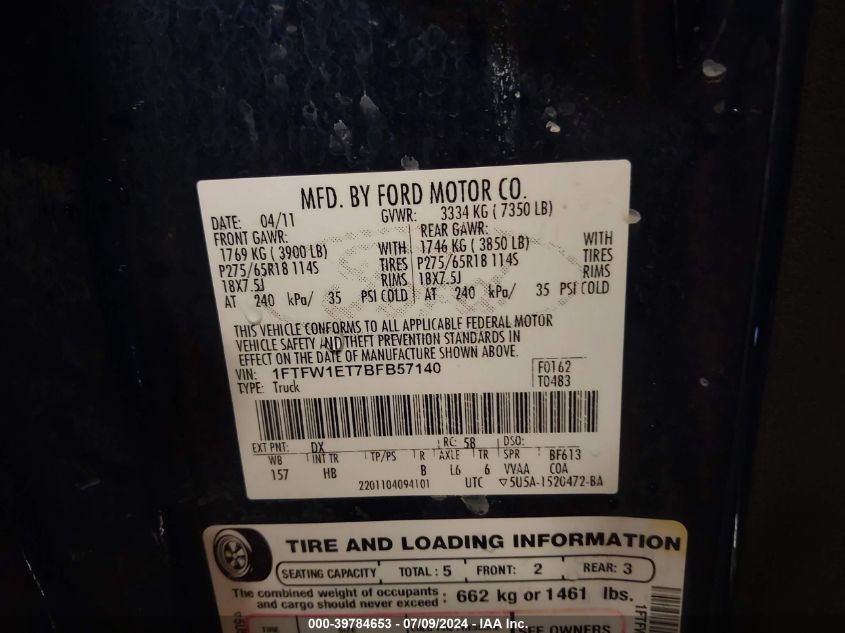 MFD. BY FORD MOTOR CO.
DATE: 04/11 GVWR: 3334 KG ( 7350 LB)
FRONT GAWR: REAR GAWR:
1769 KG ( 3900 LB) WITH 1746 KG ( 3850 LB) WITH
P275/65R18 114S TIRES P275/65R18 114S TIRES
18X7.5J RIMS 18X7.5J RIMS
AT 240 kPa/ 35 PSI COLD AT 240 kPa/ 35 PSI COLD
THIS VEHICLE CONFORMS TO ALL APPLICABLE FEDERAL MOTOR
VEHICLE SAFETY AND THEFT PREVENTION STANDARDS IN
EFFECT ON THE DATE OF MANUFACTURE SHOWN ABOVE.
VIN: 1FTFW1ET7BFB57140 F0162
TYPE: Truck T0483
EXT PNT: DX RC: 58 DSO:
WB INT TR TP/PS R AXLE TR SPR BF613
157 HB B L6 6 VVAA COA
2201104094101 UTC ▽5U5A-1520472-BA
TIRE AND LOADING INFORMATION
SEATING CAPACITY TOTAL : 5 FRONT: 2 REAR: 3
The combined weight of occupants and cargo should never exceed : 662 kg or 1461 lbs.
SEE OWNERS
000-39784653 - 07/09/2024 - IAA Inc.